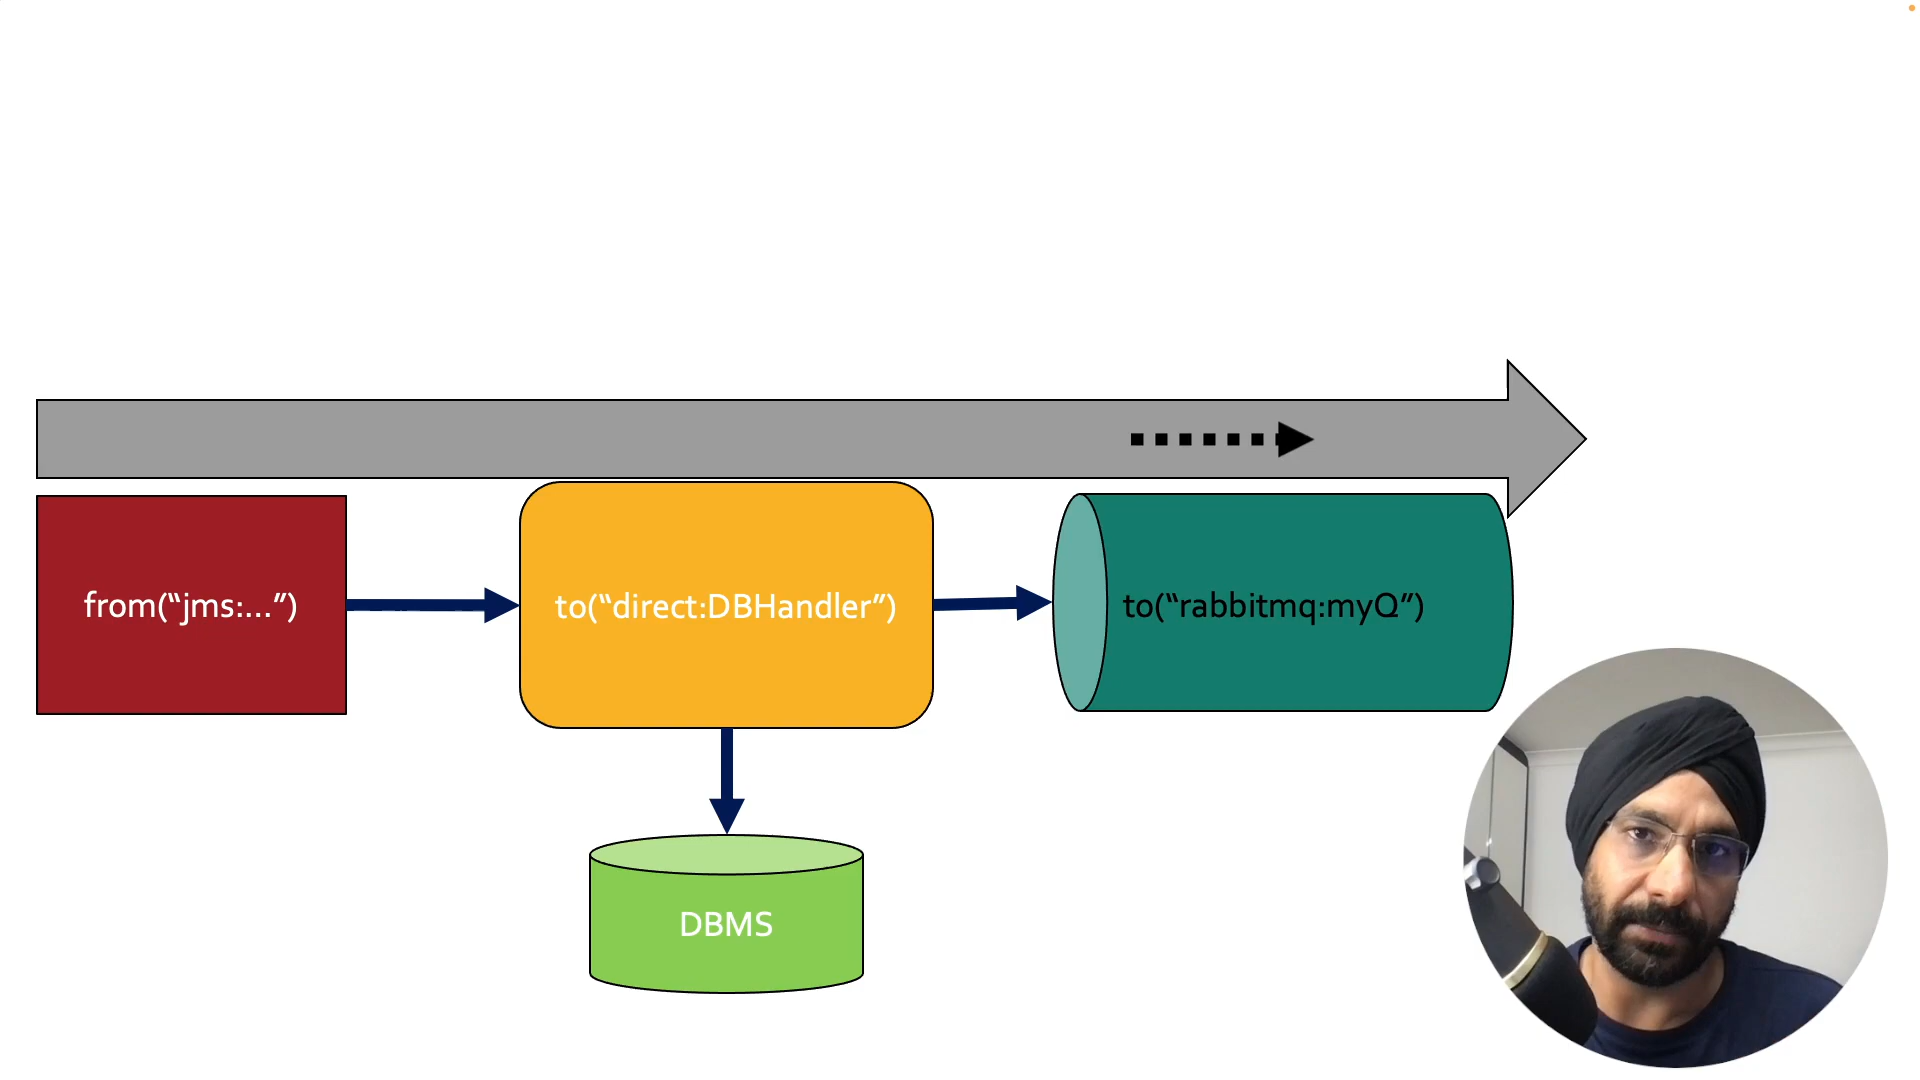 from(“jms:...”)
to(“direct:DBHandler”)
to(“rabbitmq:myQ”)
DBMS